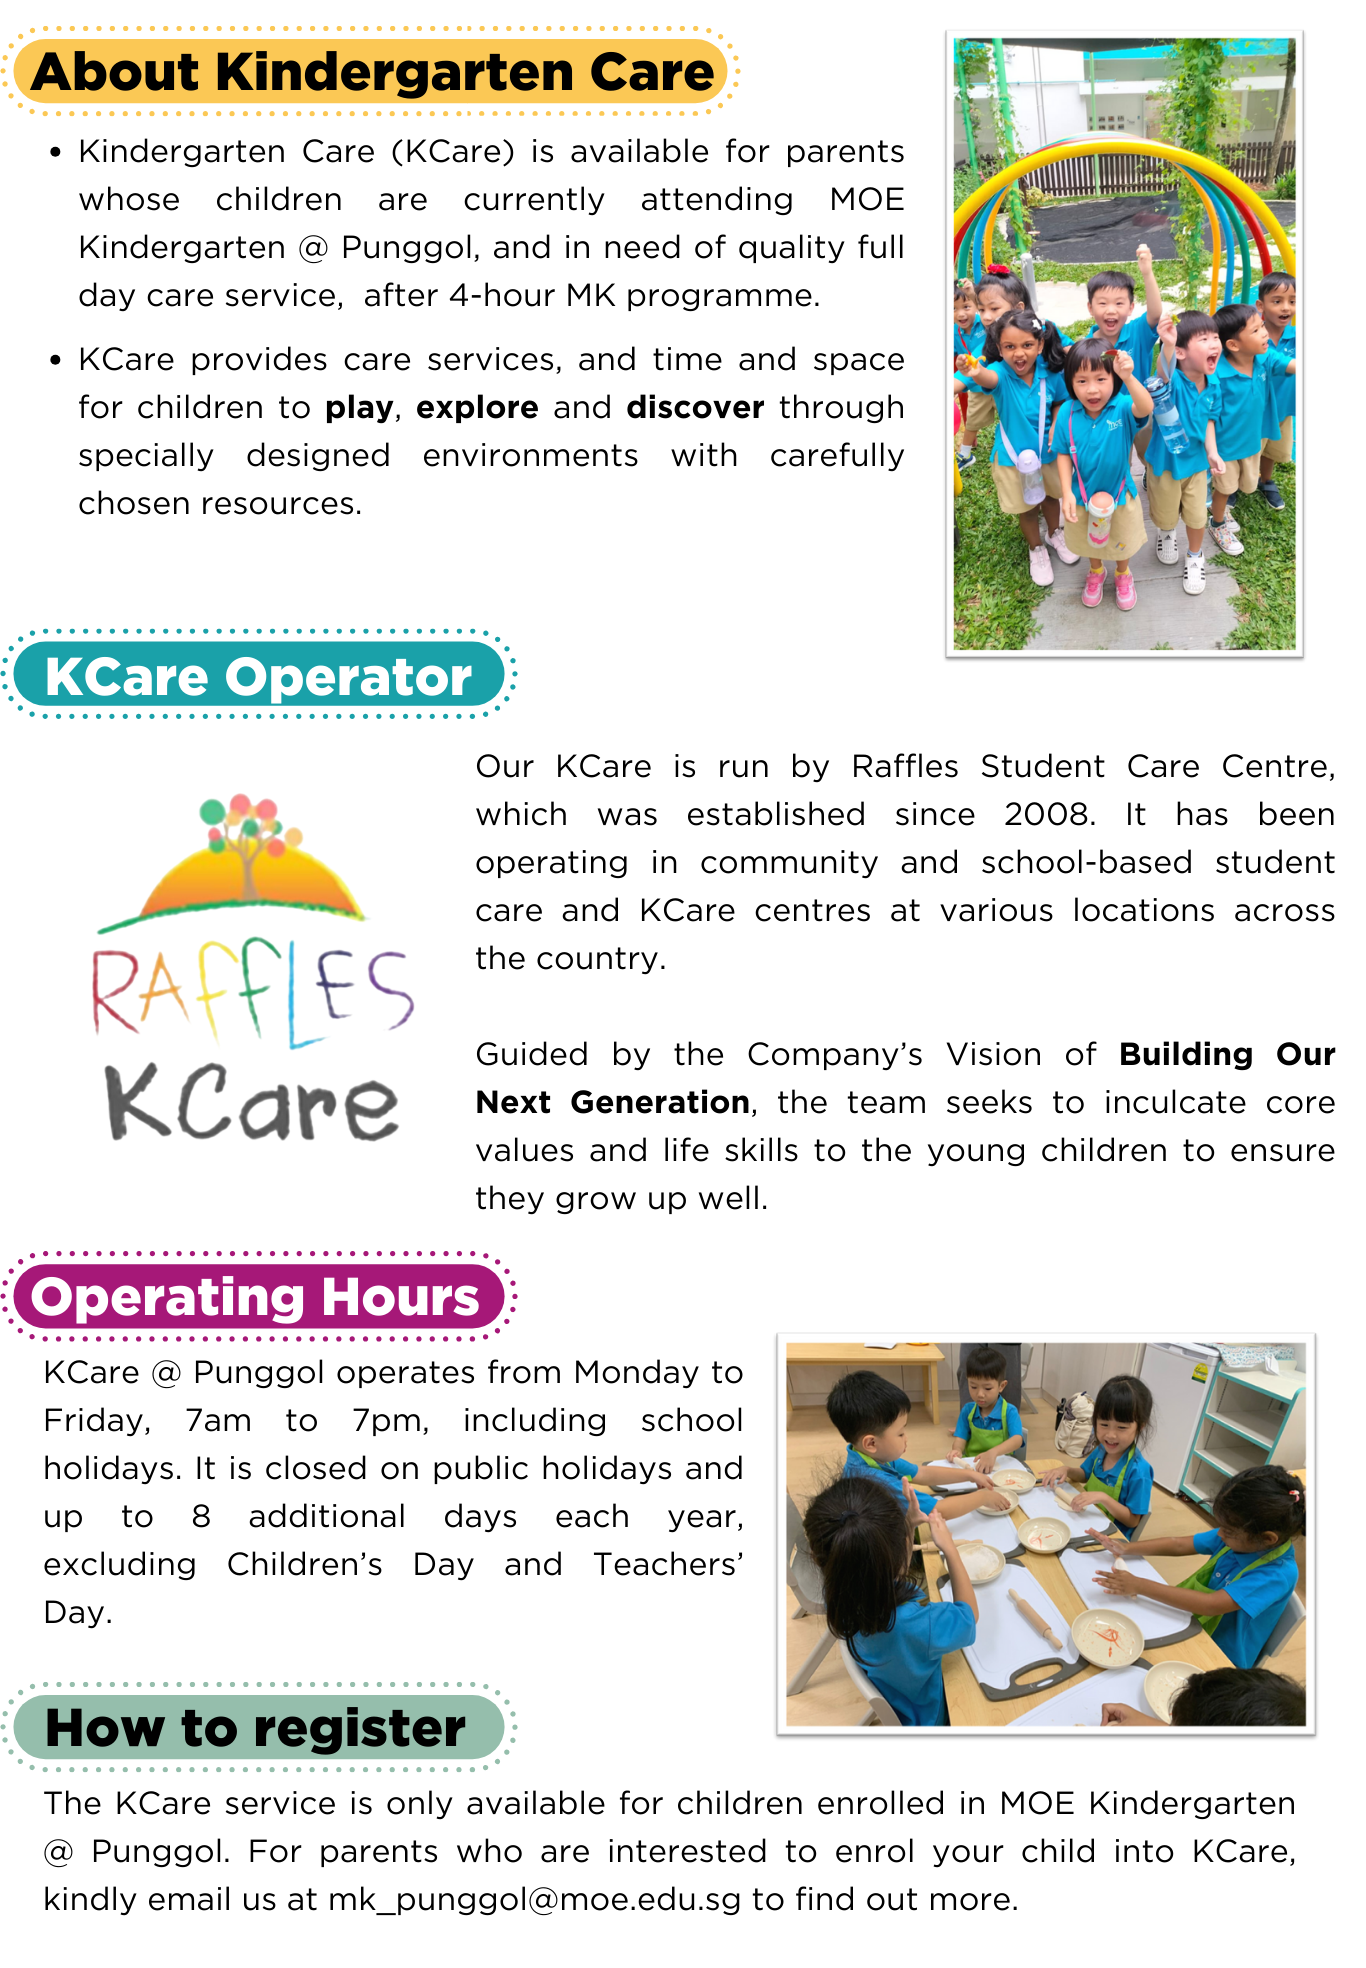 About Kindergarten Care
• Kindergarten Care (KCare) is available for parents
whose children are currently attending MOE
Kindergarten @ Punggol, and in need of quality full
day care service, after 4-hour MK programme.
• KCare provides care services, and time and space
for children to play, explore and discover through
specially designed environments with carefully
chosen resources.
KCare Operator
RAFFLES
KCare
Our KCare is run by Raffles Student Care Centre,
which was established since 2008. It has been
operating in community and school-based student
care and KCare centres at various locations across
the country.
Guided by the Company’s Vision of Building Our
Next Generation, the team seeks to inculcate core
values and life skills to the young children to ensure
they grow up well.
Operating Hours
KCare @ Punggol operates from Monday to
Friday, 7am to 7pm, including school
holidays. It is closed on public holidays and
up to 8 additional days each year,
excluding Children’s Day and Teachers’
Day.
How to register
The KCare service is only available for children enrolled in MOE Kindergarten
@ Punggol. For parents who are interested to enrol your child into KCare,
kindly email us at mk_punggol@moe.edu.sg to find out more.